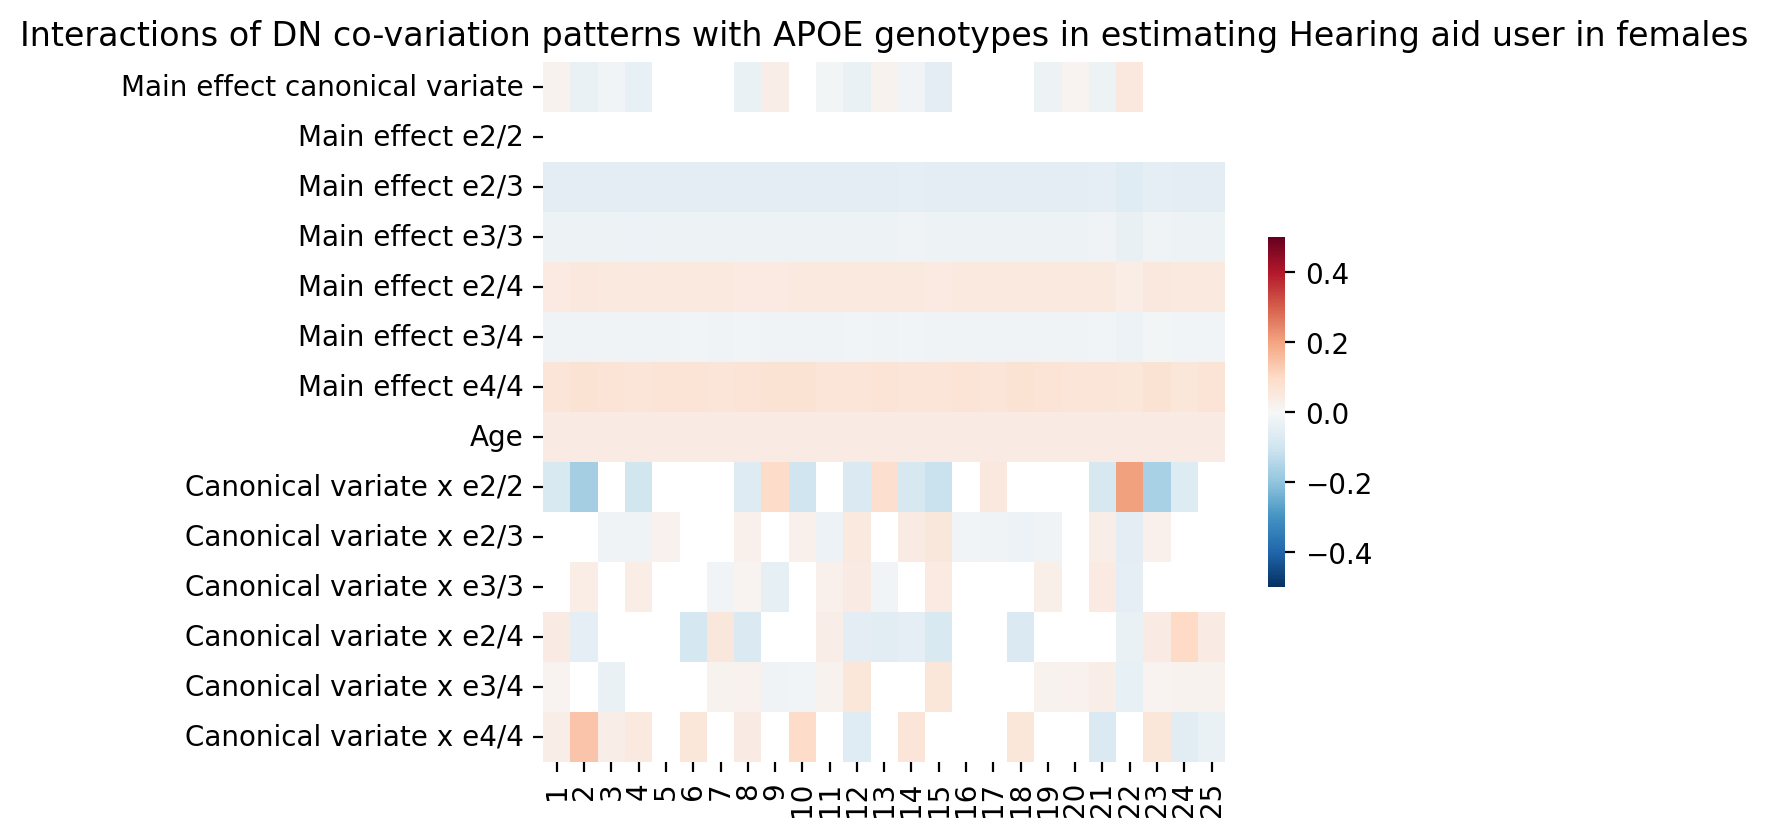 Interactions of DN co-variation patterns with APOE genotypes in estimating Hearing aid user in females
Main effect canonical variate
Main effect e2/2
Main effect e2/3
Main effect e3/3
Main effect e2/4
Main effect e3/4
Main effect e4/4
Age
Canonical variate x e2/2
Canonical variate x e2/3
Canonical variate x e3/3
Canonical variate x e2/4
Canonical variate x e3/4
Canonical variate x e4/4
1 2 3 4 5 6 7 8 9 10 11 12 13 14 15 16 17 18 19 20 21 22 23 24 25
0.4
0.2
0.0
−0.2
−0.4